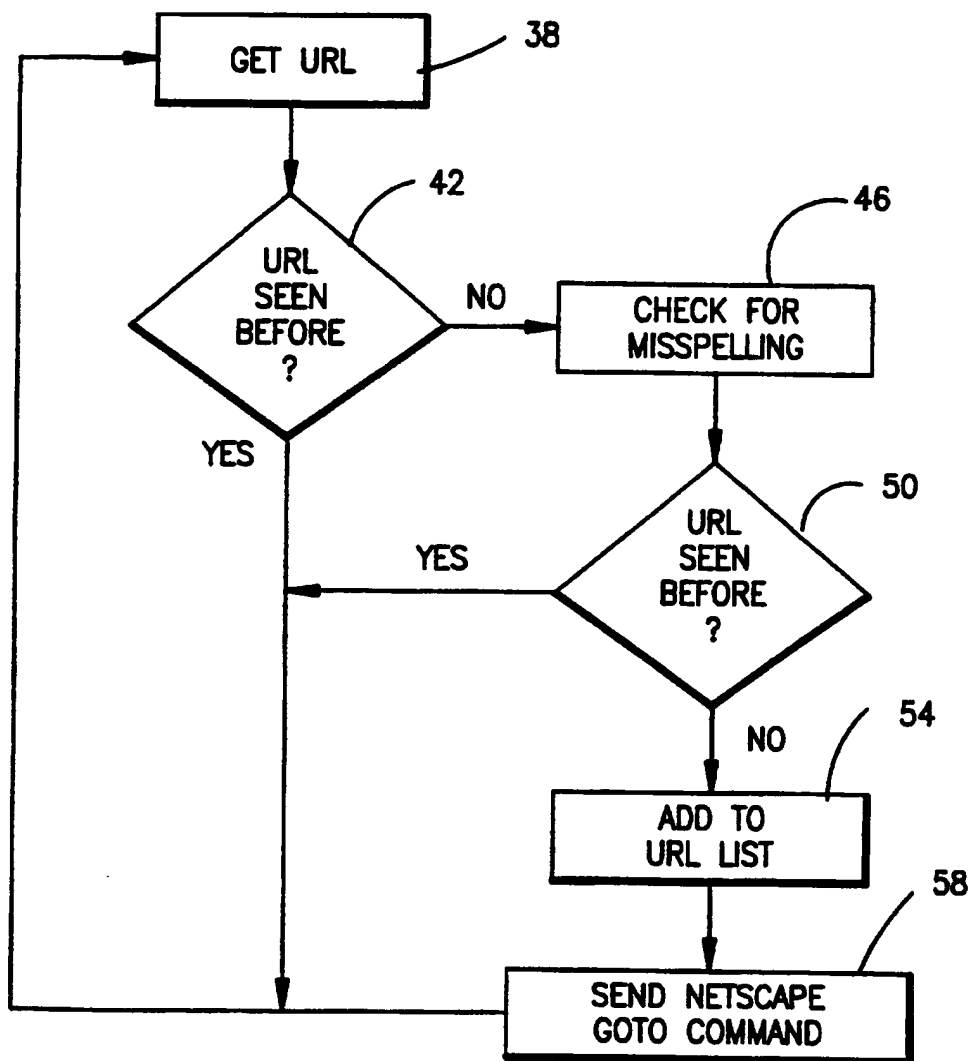 GET URL
38
42
URL
SEEN
BEFORE
?
NO
YES
46
CHECK FOR
MISSPELLING
50
URL
SEEN
BEFORE
?
YES
NO
54
ADD TO
URL LIST
58
SEND NETSCAPE
GOTO COMMAND